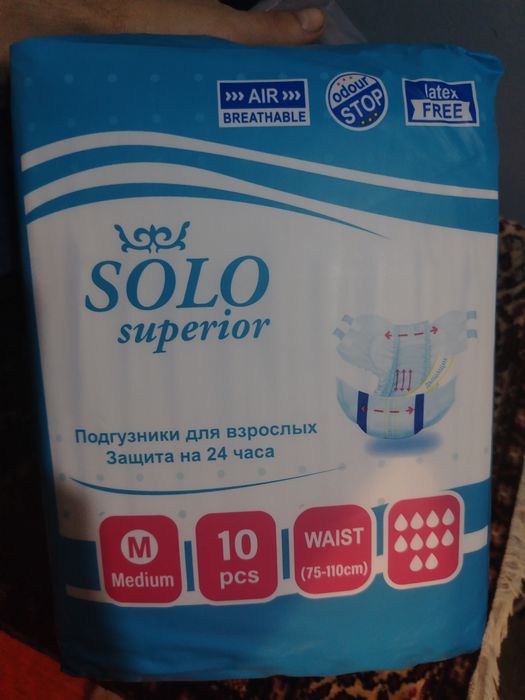 ››› AIR ›››
BREATHABLE
odour
STOP
latex
FREE
SOLO
superior
Подгузники для взрослых
Защита на 24 часа
M
Medium
10
pcs
WAIST
(75-110cm)